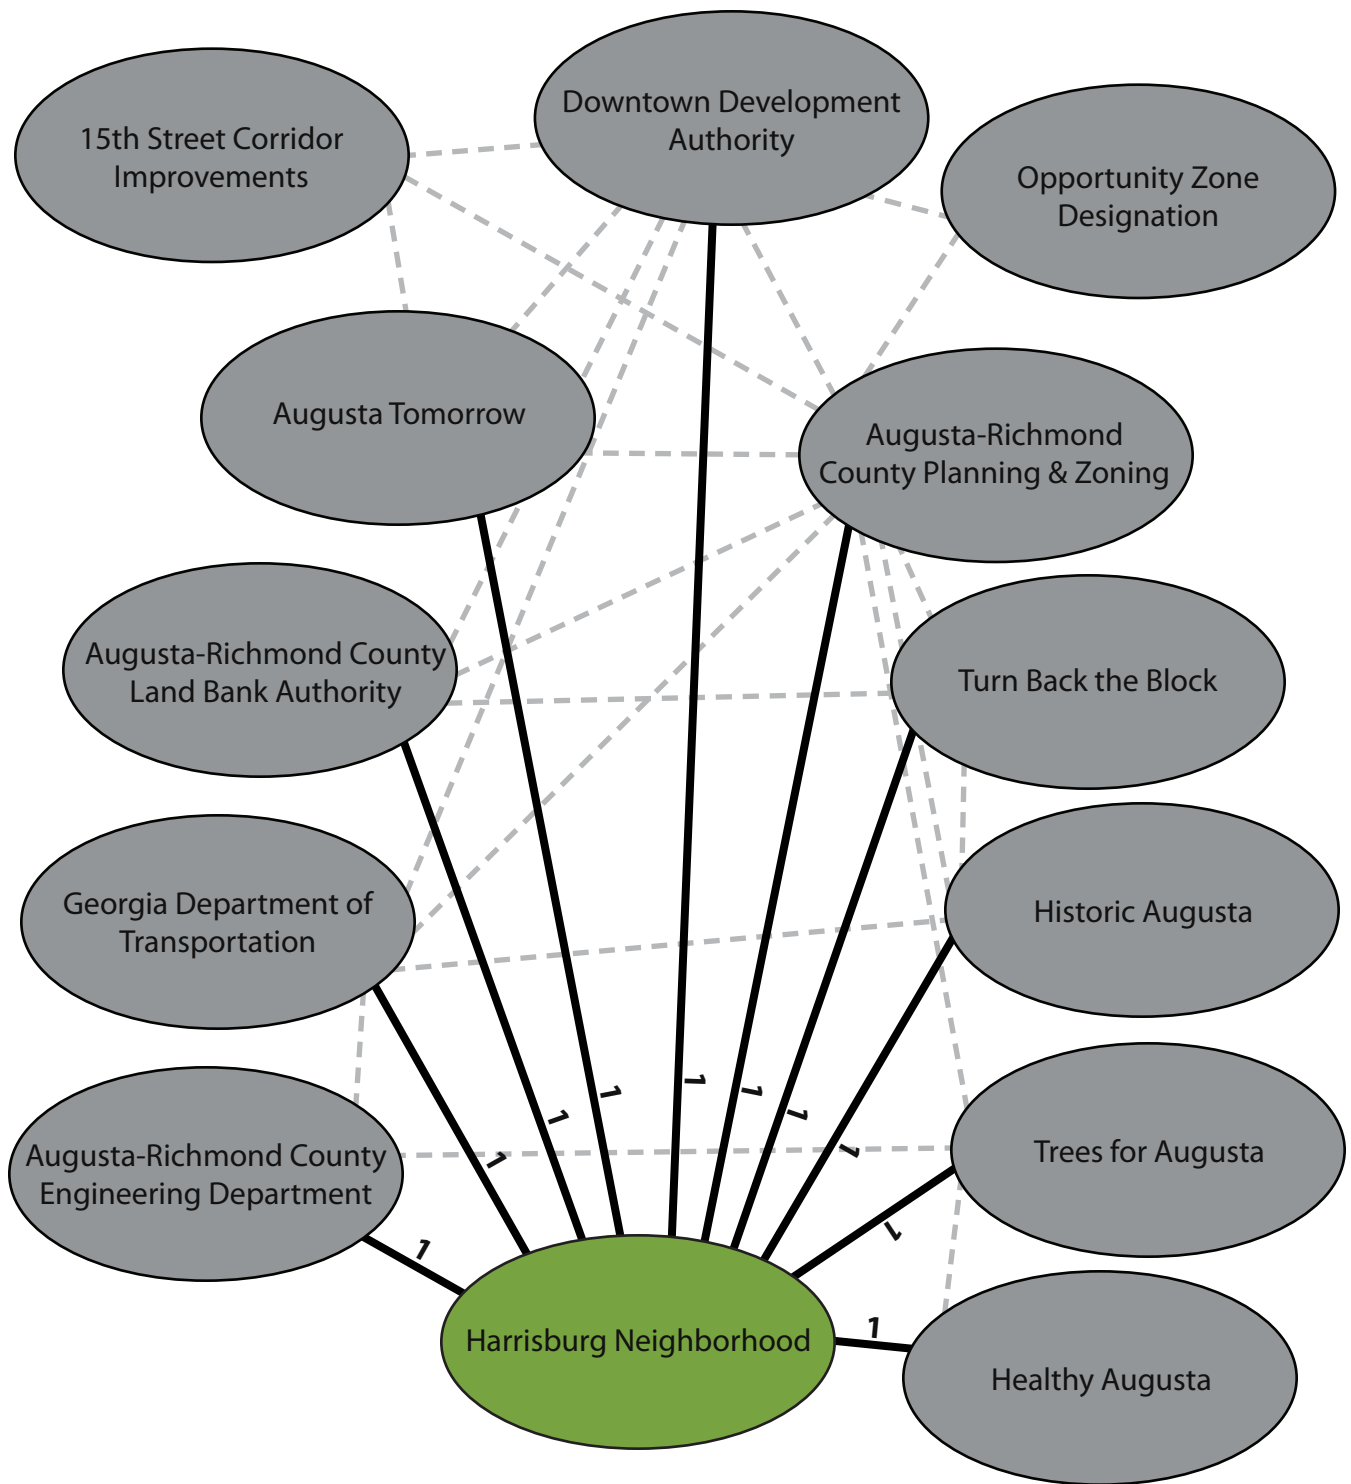 15th Street Corridor
Improvements
Downtown Development
Authority
Opportunity Zone
Designation
Augusta Tomorrow
Augusta-Richmond
County Planning & Zoning
Augusta-Richmond County
Land Bank Authority
Turn Back the Block
Georgia Department of
Transportation
Historic Augusta
Augusta-Richmond County
Engineering Department
Trees for Augusta
1
1
1
1
1
1
1
1
1
1
Harrisburg Neighborhood
Healthy Augusta